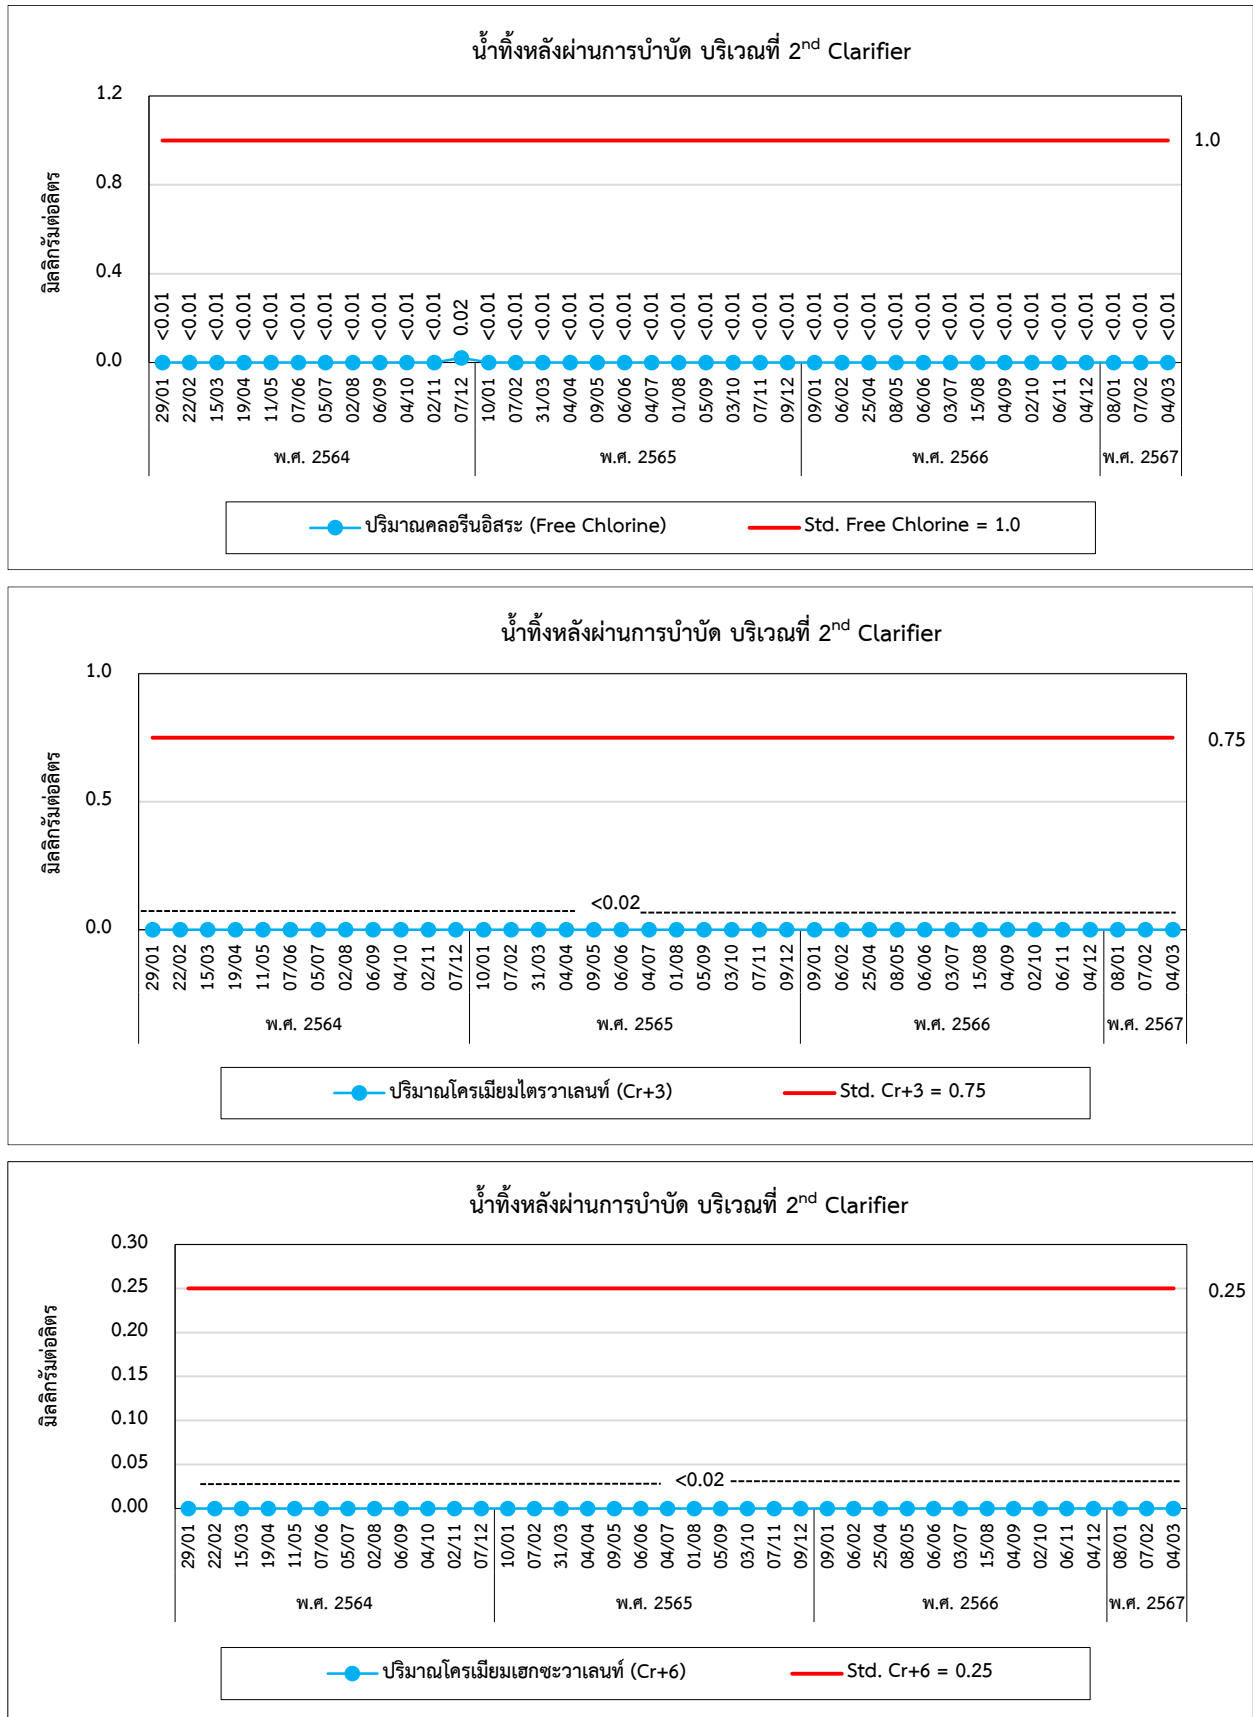 น้ำทิ้งหลังผ่านการบำบัด บริเวณที่ 2nd Clarifier
มิลลิกรัมต่อลิตร
1.2
0.8
0.4
0.0
1.0
<0.01 <0.01 <0.01 <0.01 <0.01 <0.01 <0.01 <0.01 <0.01 <0.01 <0.01 0.02 <0.01 <0.01 <0.01 <0.01 <0.01 <0.01 <0.01 <0.01 <0.01 <0.01 <0.01 <0.01 <0.01 <0.01 <0.01 <0.01 <0.01 <0.01 <0.01 <0.01 <0.01 <0.01 <0.01 <0.01 <0.01 <0.01
29/01 22/02 15/03 19/04 11/05 07/06 05/07 02/08 06/09 04/10 02/11 07/12 10/01 07/02 31/03 04/04 09/05 06/06 04/07 01/08 05/09 03/10 07/11 09/12 09/01 06/02 25/04 08/05 06/06 03/07 15/08 04/09 02/10 06/11 04/12 08/01 07/02 04/03
พ.ศ. 2564 พ.ศ. 2565 พ.ศ. 2566 พ.ศ. 2567
ปริมาณคลอรีนอิสระ (Free Chlorine) Std. Free Chlorine = 1.0
น้ำทิ้งหลังผ่านการบำบัด บริเวณที่ 2nd Clarifier
มิลลิกรัมต่อลิตร
1.0
0.5
0.0
0.75
<0.02
29/01 22/02 15/03 19/04 11/05 07/06 05/07 02/08 06/09 04/10 02/11 07/12 10/01 07/02 31/03 04/04 09/05 06/06 04/07 01/08 05/09 03/10 07/11 09/12 09/01 06/02 25/04 08/05 06/06 03/07 15/08 04/09 02/10 06/11 04/12 08/01 07/02 04/03
พ.ศ. 2564 พ.ศ. 2565 พ.ศ. 2566 พ.ศ. 2567
ปริมาณโครเมียมไตรวาเลนท์ (Cr+3) Std. Cr+3 = 0.75
น้ำทิ้งหลังผ่านการบำบัด บริเวณที่ 2nd Clarifier
มิลลิกรัมต่อลิตร
0.30
0.25
0.20
0.15
0.10
0.05
0.00
0.25
<0.02
29/01 22/02 15/03 19/04 11/05 07/06 05/07 02/08 06/09 04/10 02/11 07/12 10/01 07/02 31/03 04/04 09/05 06/06 04/07 01/08 05/09 03/10 07/11 09/12 09/01 06/02 25/04 08/05 06/06 03/07 15/08 04/09 02/10 06/11 04/12 08/01 07/02 04/03
พ.ศ. 2564 พ.ศ. 2565 พ.ศ. 2566 พ.ศ. 2567
ปริมาณโครเมียมเฮกซะวาเลนท์ (Cr+6) Std. Cr+6 = 0.25